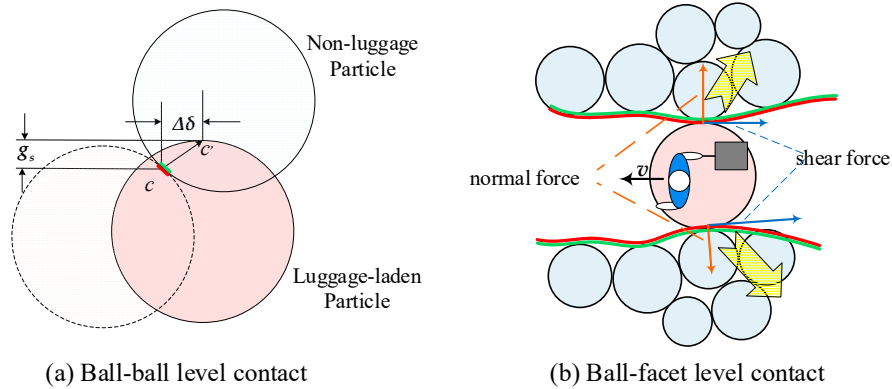 Non-luggage
Particle
Δδ
g_s
c'
c
Luggage-laden
Particle
(a) Ball-ball level contact
normal force
v
shear force
(b) Ball-facet level contact